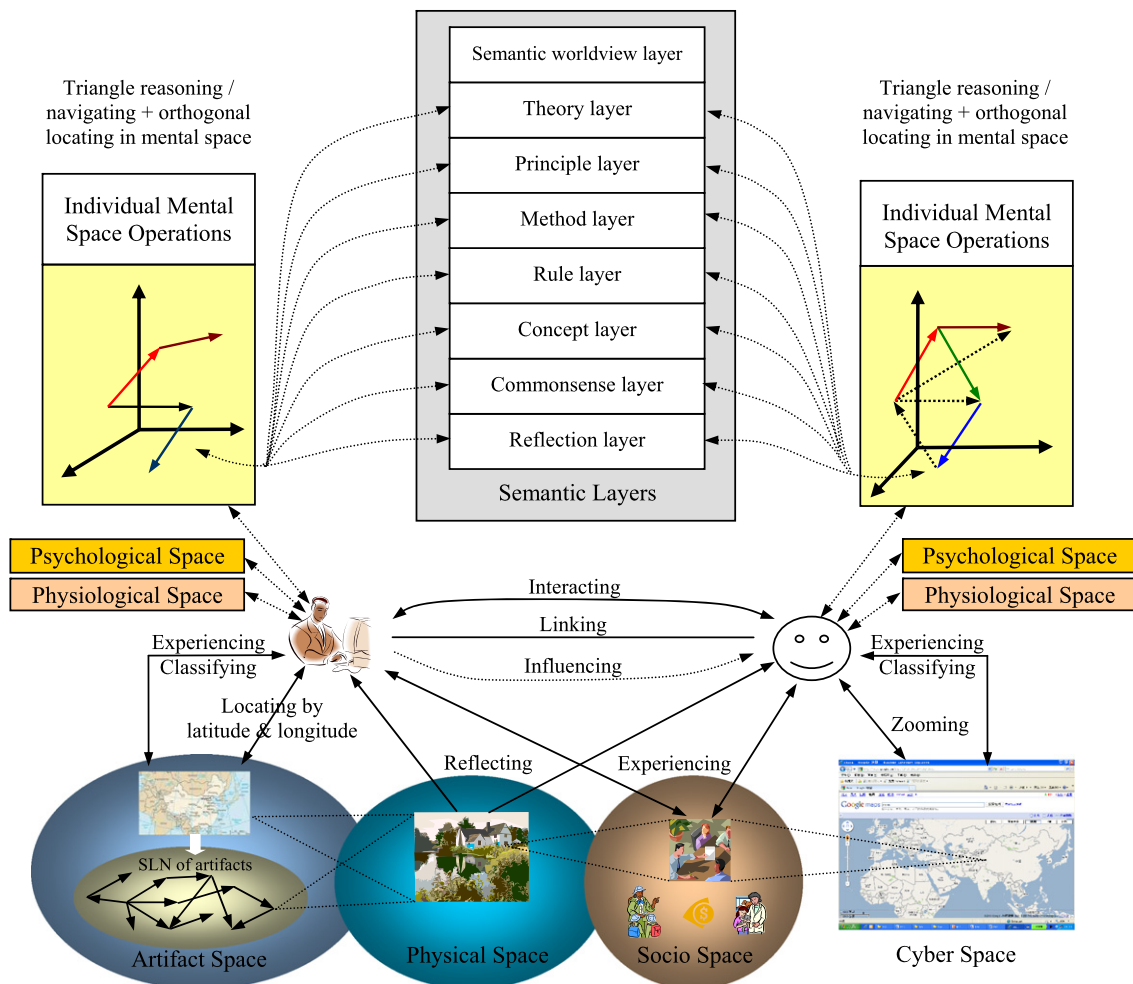 Semantic worldview layer
Theory layer
Principle layer
Method layer
Rule layer
Concept layer
Commonsense layer
Reflection layer
Semantic Layers
Triangle reasoning /
navigating + orthogonal
locating in mental space
Individual Mental
Space Operations
Triangle reasoning /
navigating + orthogonal
locating in mental space
Individual Mental
Space Operations
Psychological Space
Physiological Space
Psychological Space
Physiological Space
Interacting
Linking
Influencing
Experiencing
Classifying
Experiencing
Classifying
Locating by
latitude & longitude
Zooming
Reflecting
Experiencing
Google maps
SLN of artifacts
Artifact Space
Physical Space
Socio Space
Cyber Space